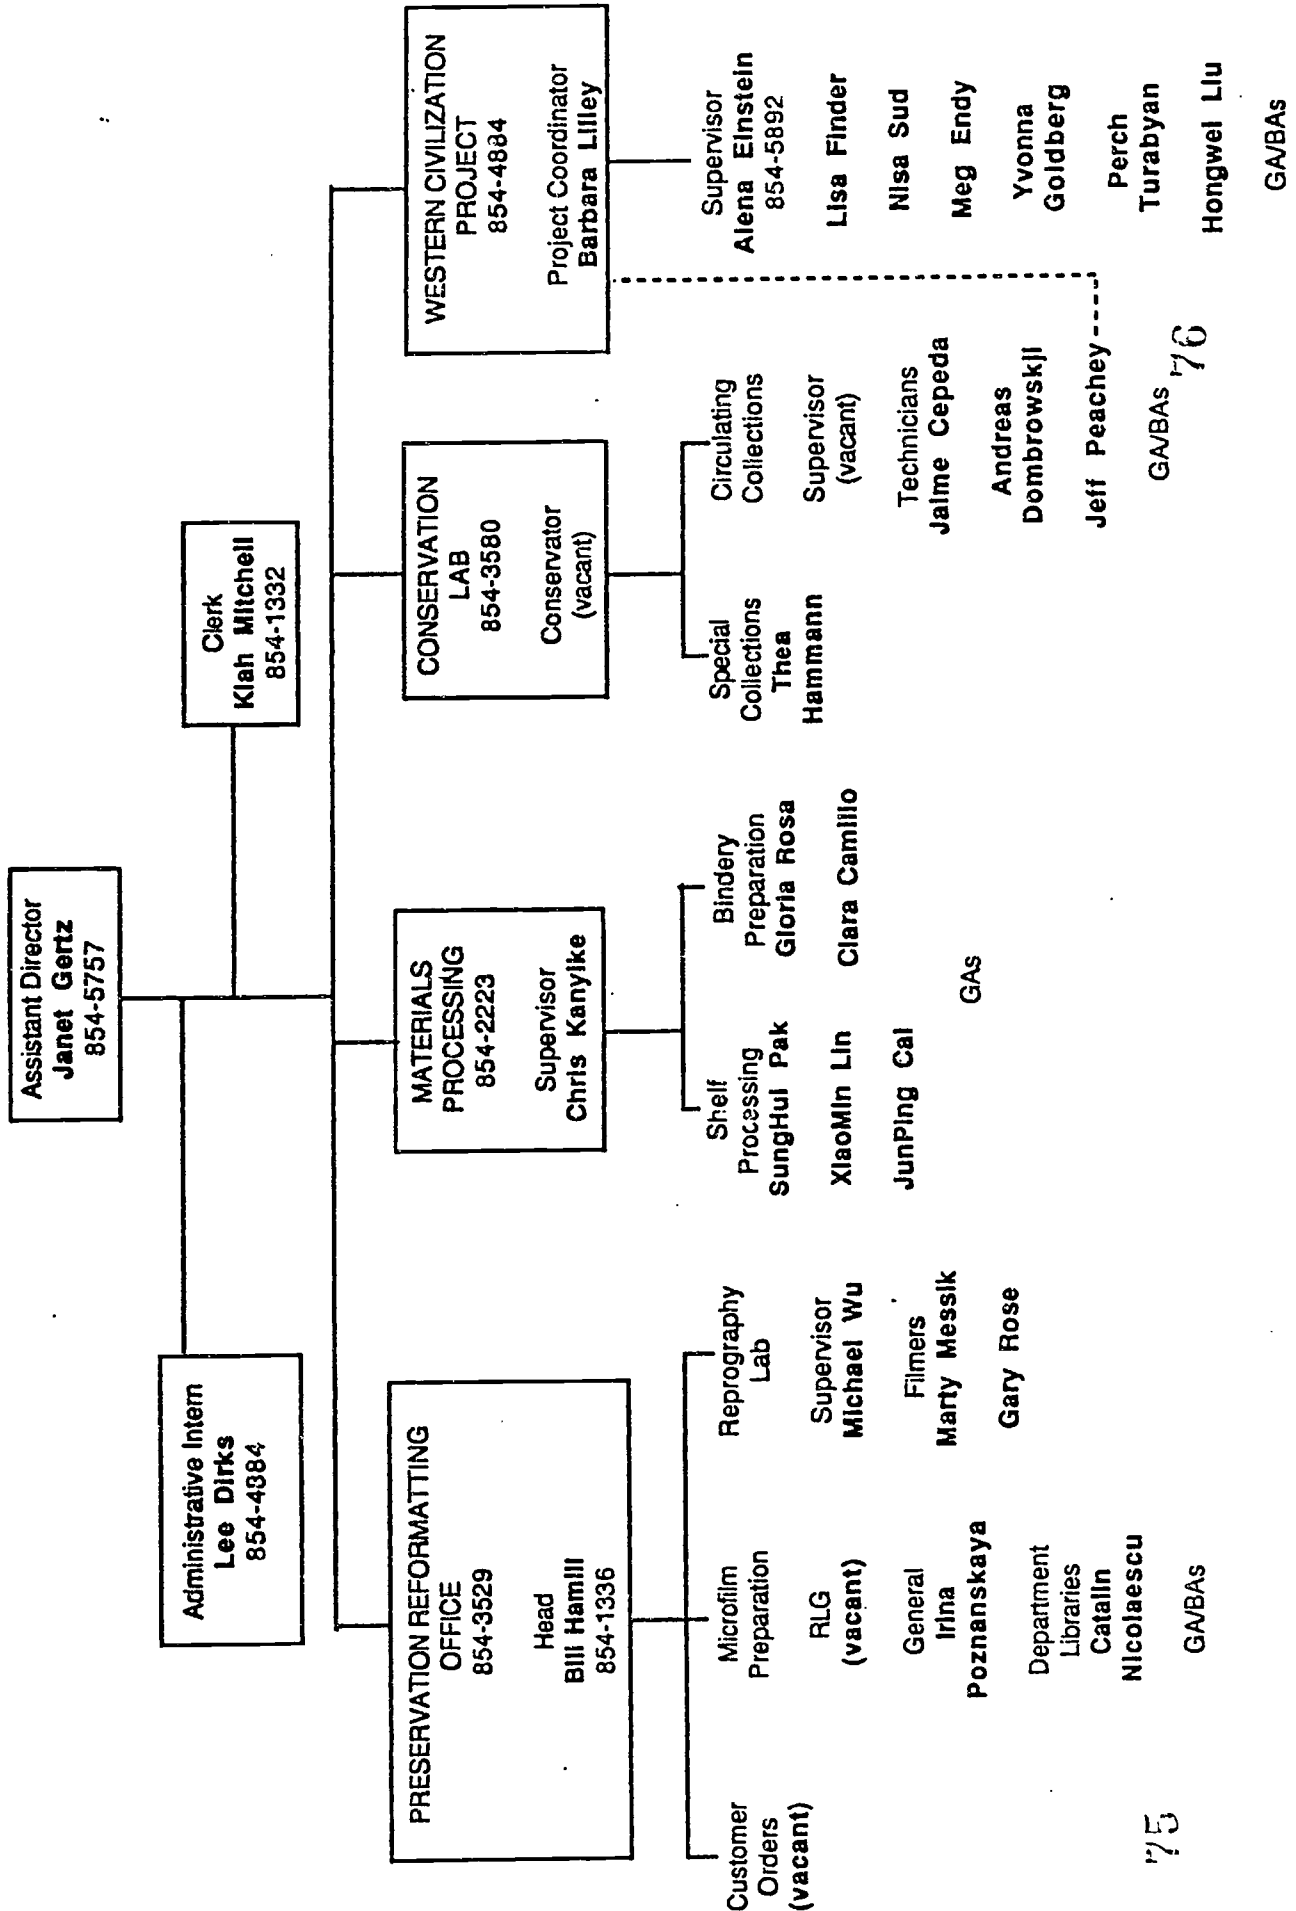 Assistant Director
Janet Gertz
854-5757
Administrative Intern
Lee Dirks
854-4384
Clerk
Kiah Mitchell
854-1332
PRESERVATION REFORMATTING
OFFICE
854-3529
Head
Bill Hamill
854-1336
Customer
Orders
(vacant)
Microfilm
Preparation
RLG
(vacant)
General
Irina
Poznanskaya
Department
Libraries
Catalin
Nicolaescu
GA/BAs
Reprography
Lab
Supervisor
Michael Wu
Filmers
Marty Messik
Gary Rose
MATERIALS
PROCESSING
854-2223
Supervisor
Chris Kanyike
Shelf
Processing
SungHui Pak
XiaoMin Lin
JunPing Cai
Bindery
Preparation
Gloria Rosa
Clara Camilio
GAs
CONSERVATION
LAB
854-3580
Conservator
(vacant)
Special
Collections
Thea
Hammann
Circulating
Collections
Supervisor
(vacant)
Technicians
Jaime Cepeda
Andreas
Dombrowskji
Jeff Peachey
GA/BAs
WESTERN CIVILIZATION
PROJECT
854-4884
Project Coordinator
Barbara Lilley
Supervisor
Alena Einstein
854-5892
Lisa Finder
Nisa Sud
Meg Endy
Yvonna
Goldberg
Perch
Turabyan
Hongwei Liu
GA/BAs
75
76